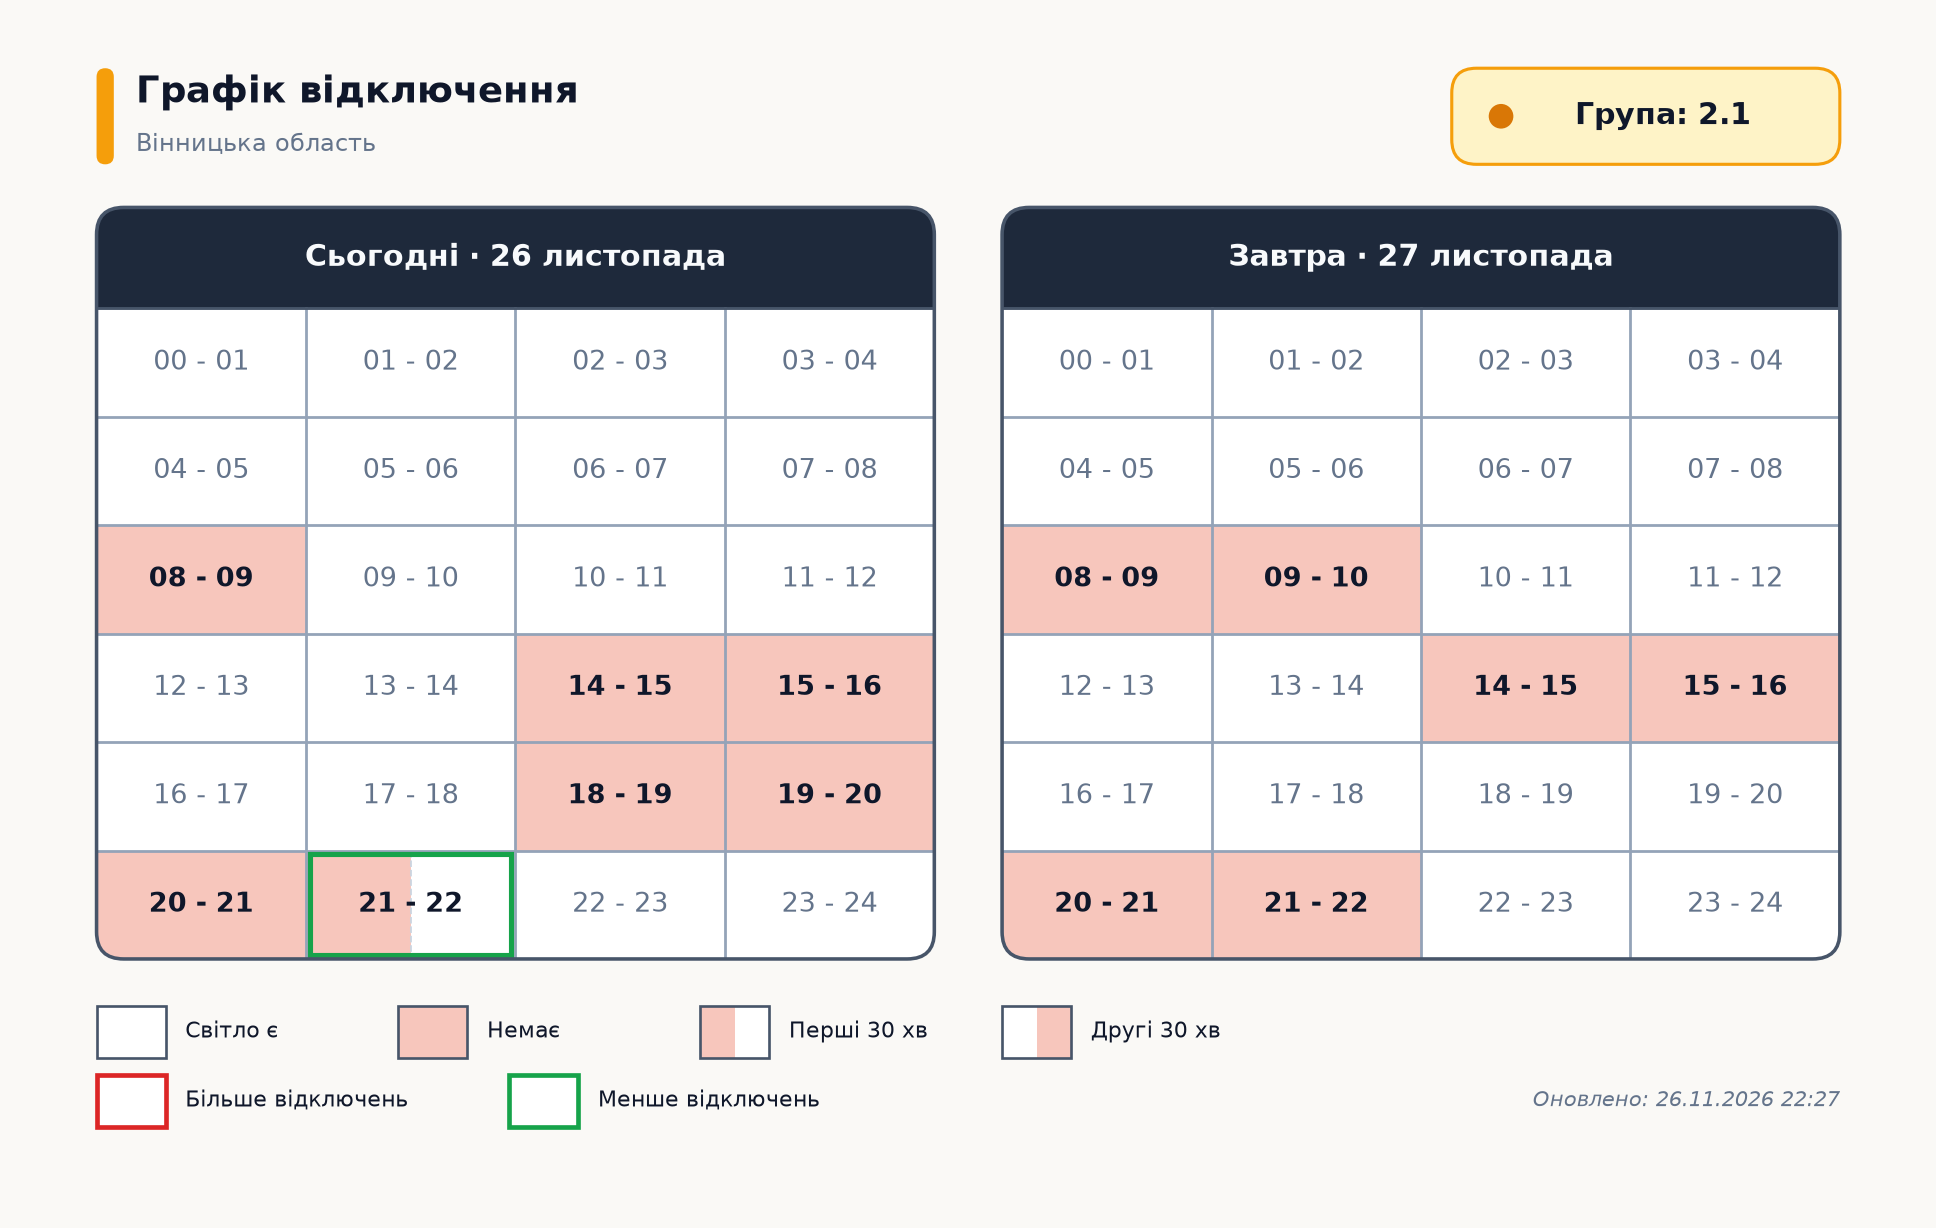 Графік відключення
Вінницька область
Група: 2.1
Сьогодні · 26 листопада
00 - 01 01 - 02 02 - 03 03 - 04
04 - 05 05 - 06 06 - 07 07 - 08
08 - 09 09 - 10 10 - 11 11 - 12
12 - 13 13 - 14 14 - 15 15 - 16
16 - 17 17 - 18 18 - 19 19 - 20
20 - 21 21 - 22 22 - 23 23 - 24
Завтра · 27 листопада
00 - 01 01 - 02 02 - 03 03 - 04
04 - 05 05 - 06 06 - 07 07 - 08
08 - 09 09 - 10 10 - 11 11 - 12
12 - 13 13 - 14 14 - 15 15 - 16
16 - 17 17 - 18 18 - 19 19 - 20
20 - 21 21 - 22 22 - 23 23 - 24
Світло є Немає Перші 30 хв Другі 30 хв
Більше відключень Менше відключень
Оновлено: 26.11.2026 22:27